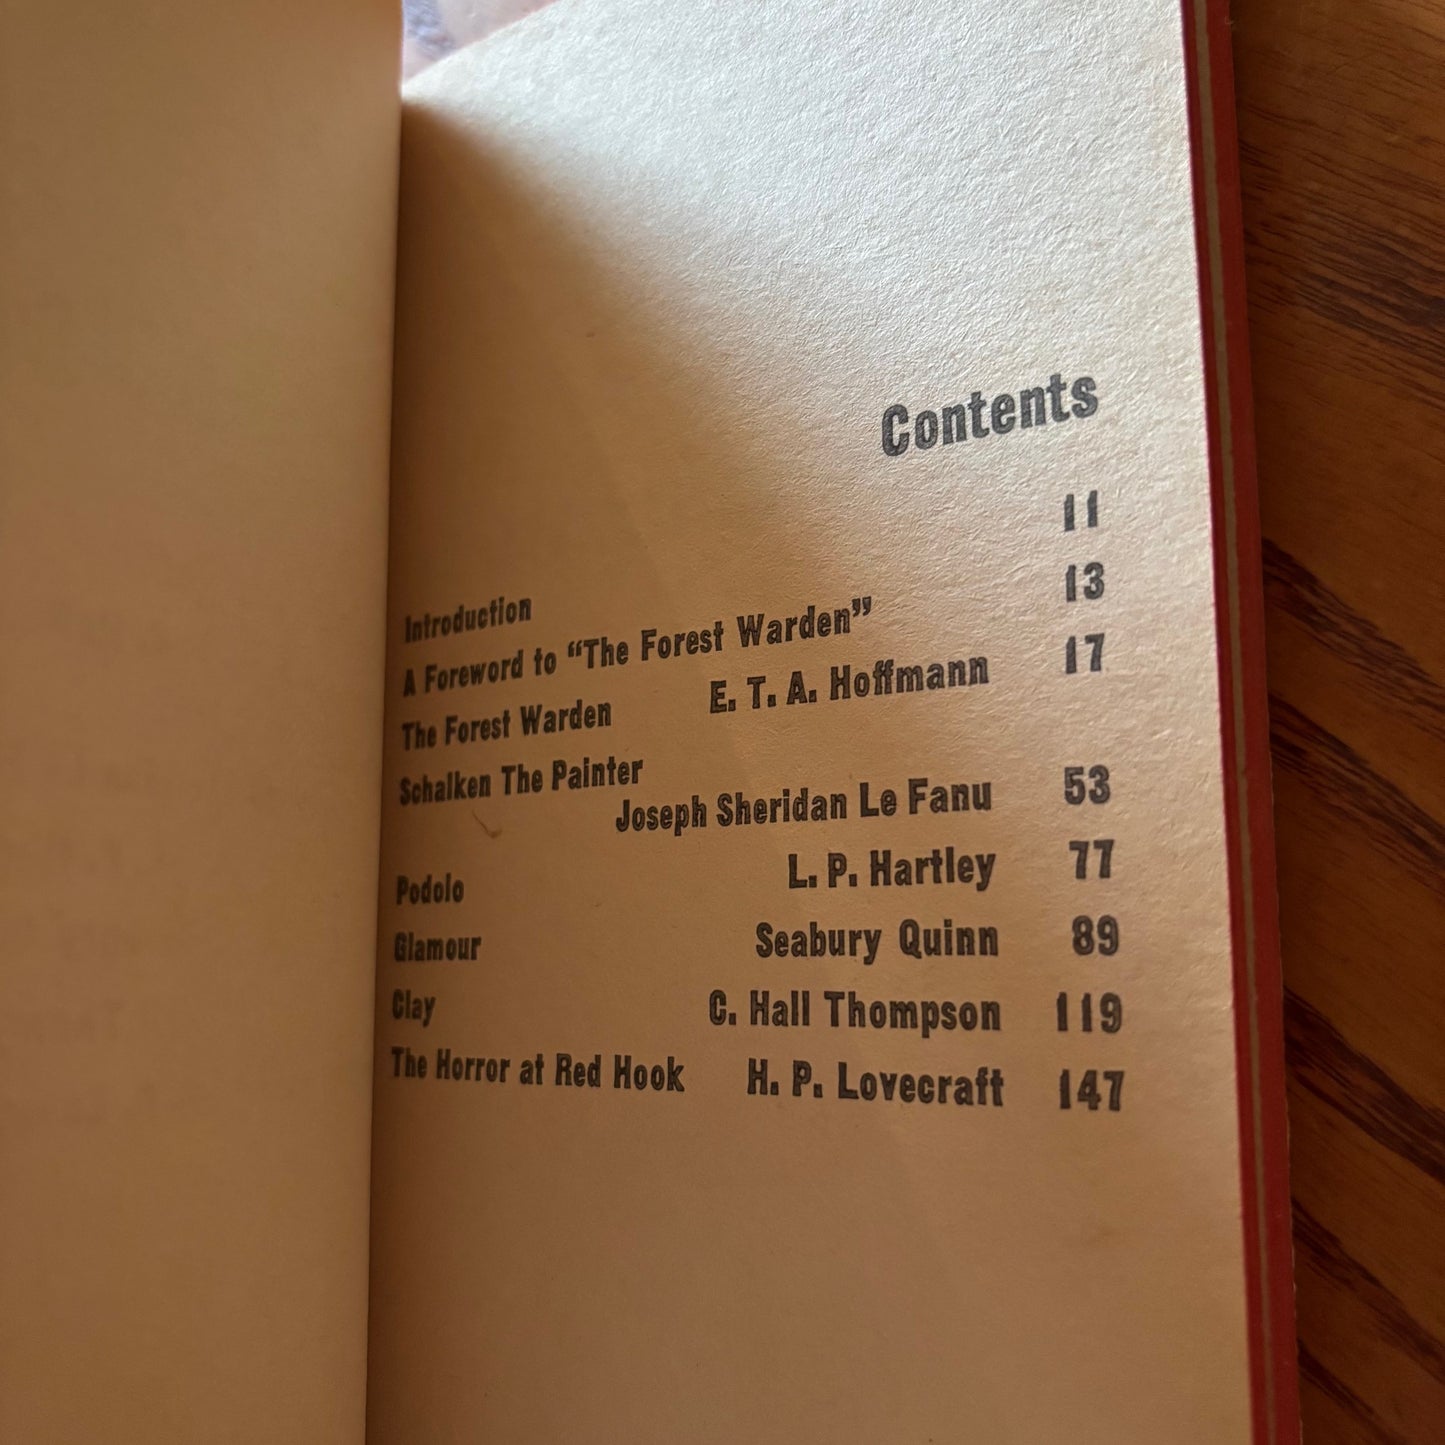 Contents
Introduction 11
A Foreword to “The Forest Warden” 13
The Forest Warden E. T. A. Hoffmann 17
Schalken The Painter
Joseph Sheridan Le Fanu 53
Podolo L. P. Hartley 77
Glamour Seabury Quinn 89
Clay C. Hall Thompson 119
The Horror at Red Hook H. P. Lovecraft 147